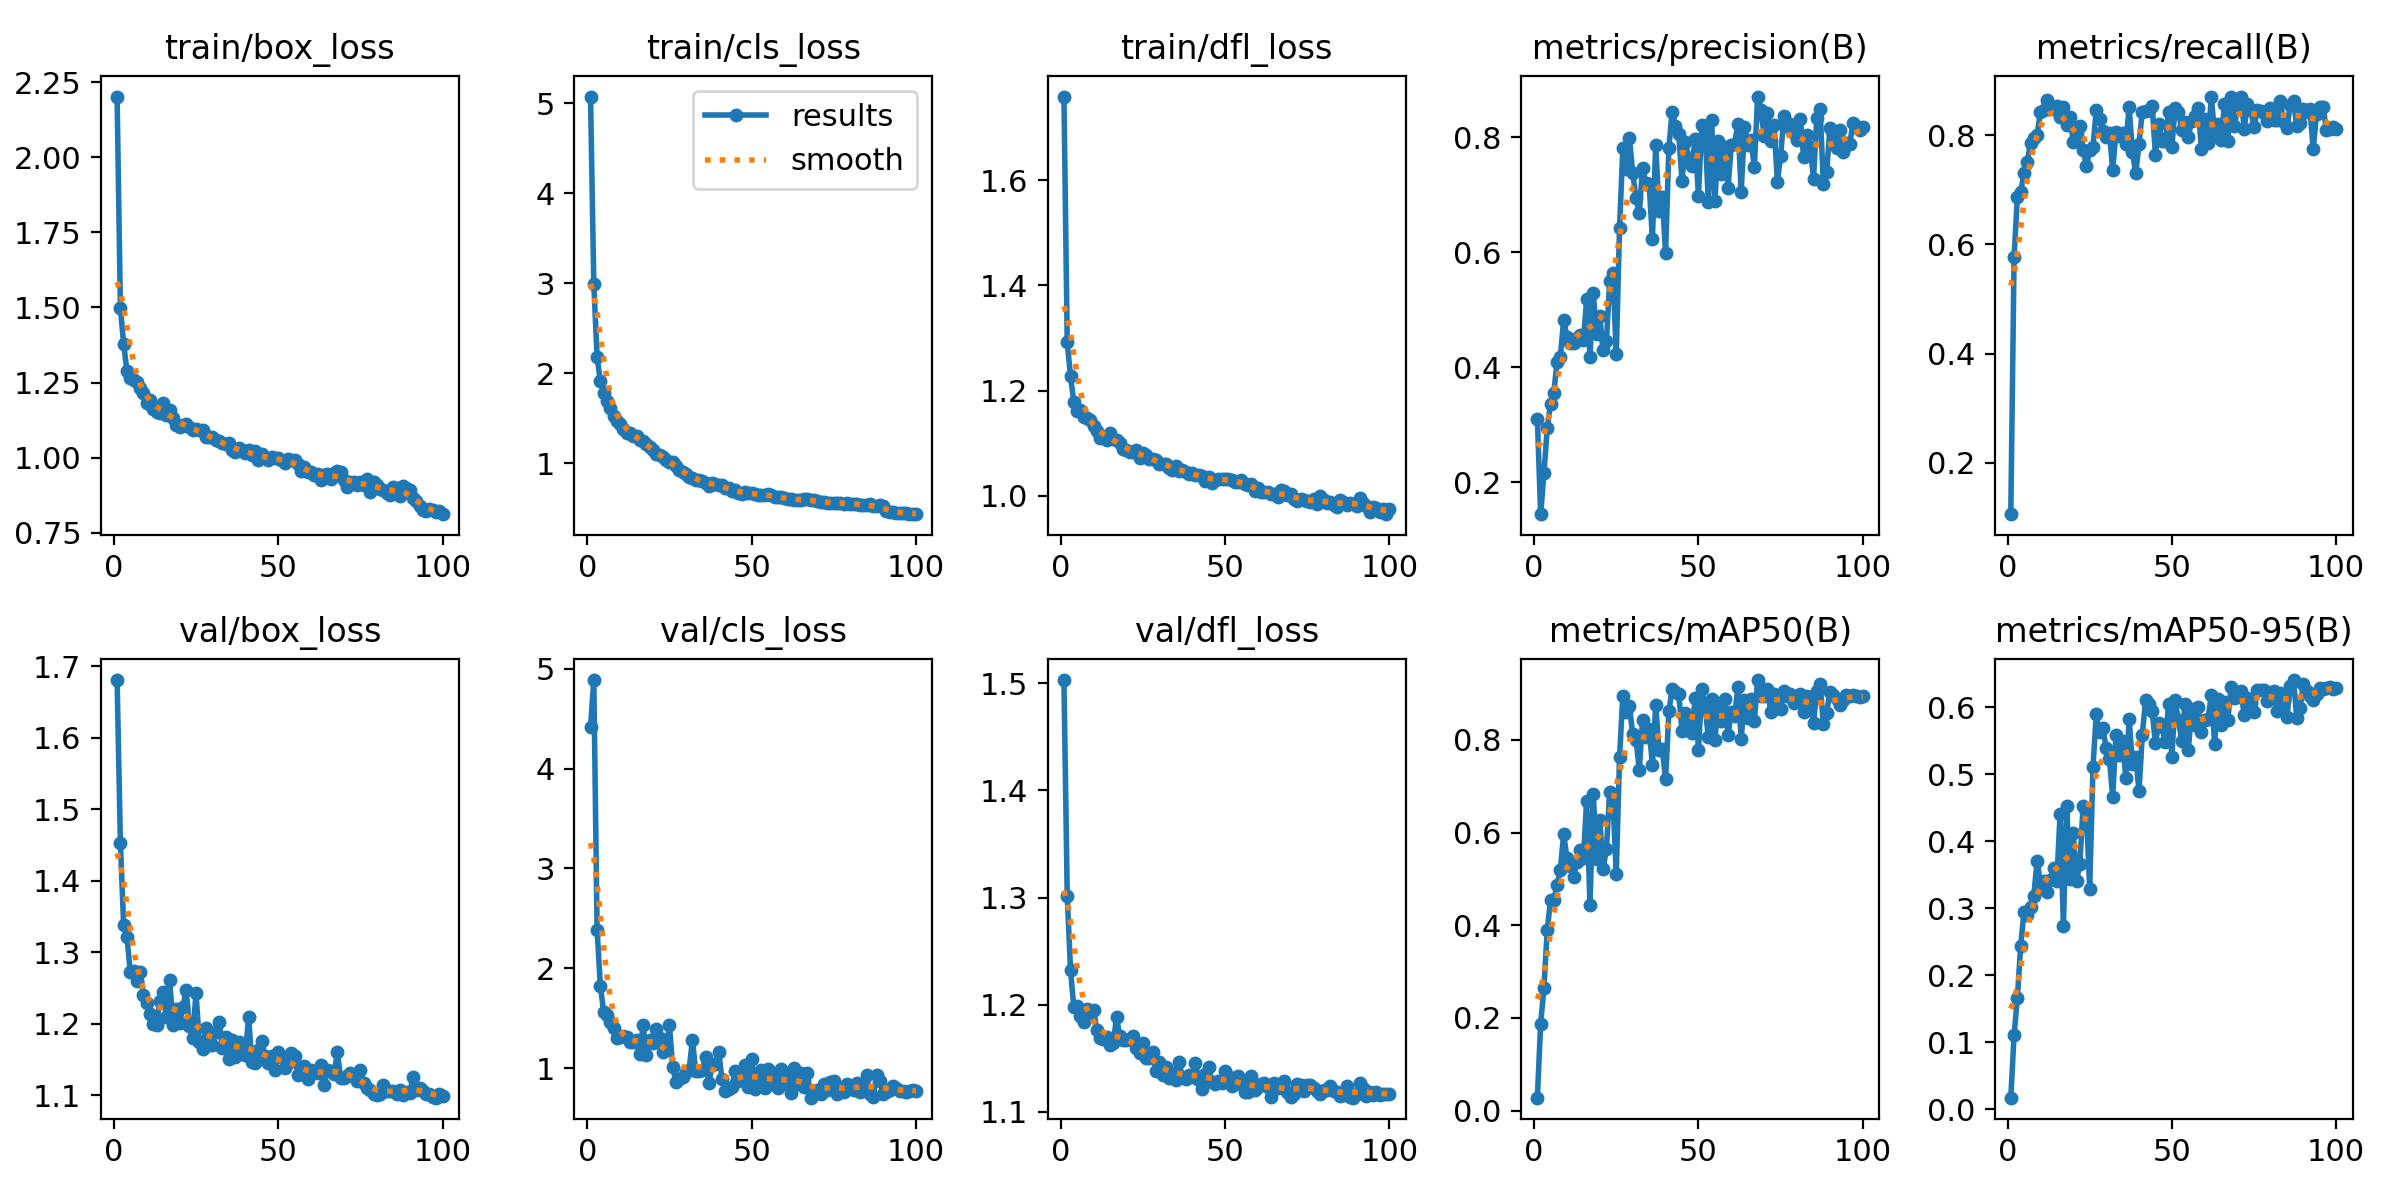 train/box_loss
2.25
2.00
1.75
1.50
1.25
1.00
0.75
0 50 100
train/cls_loss
results
smooth
5
4
3
2
1
0 50 100
train/dfl_loss
1.6
1.4
1.2
1.0
0 50 100
metrics/precision(B)
0.8
0.6
0.4
0.2
0 50 100
metrics/recall(B)
0.8
0.6
0.4
0.2
0 50 100
val/box_loss
1.7
1.6
1.5
1.4
1.3
1.2
1.1
0 50 100
val/cls_loss
5
4
3
2
1
0 50 100
val/dfl_loss
1.5
1.4
1.3
1.2
1.1
0 50 100
metrics/mAP50(B)
0.8
0.6
0.4
0.2
0.0
0 50 100
metrics/mAP50-95(B)
0.6
0.5
0.4
0.3
0.2
0.1
0.0
0 50 100